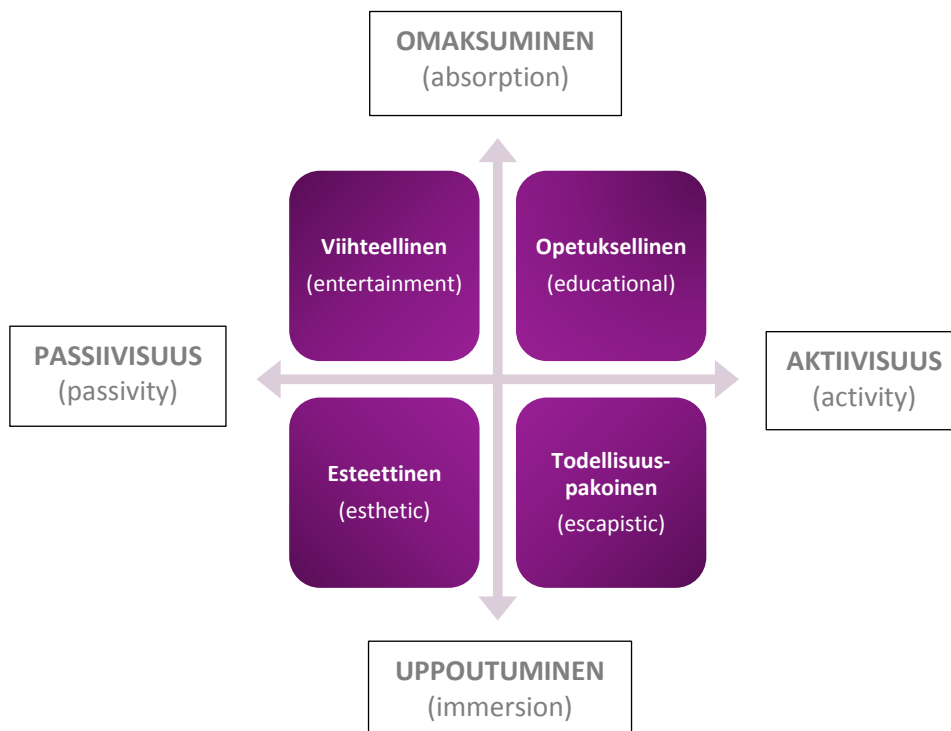 OMAKSUMINEN
(absorption)
Viihteellinen
(entertainment)
Opetuksellinen
(educational)
PASSIIVISUUS
(passivity)
AKTIIVISUUS
(activity)
Esteettinen
(esthetic)
Todellisuus-
pakoinen
(escapistic)
UPPOUTUMINEN
(immersion)